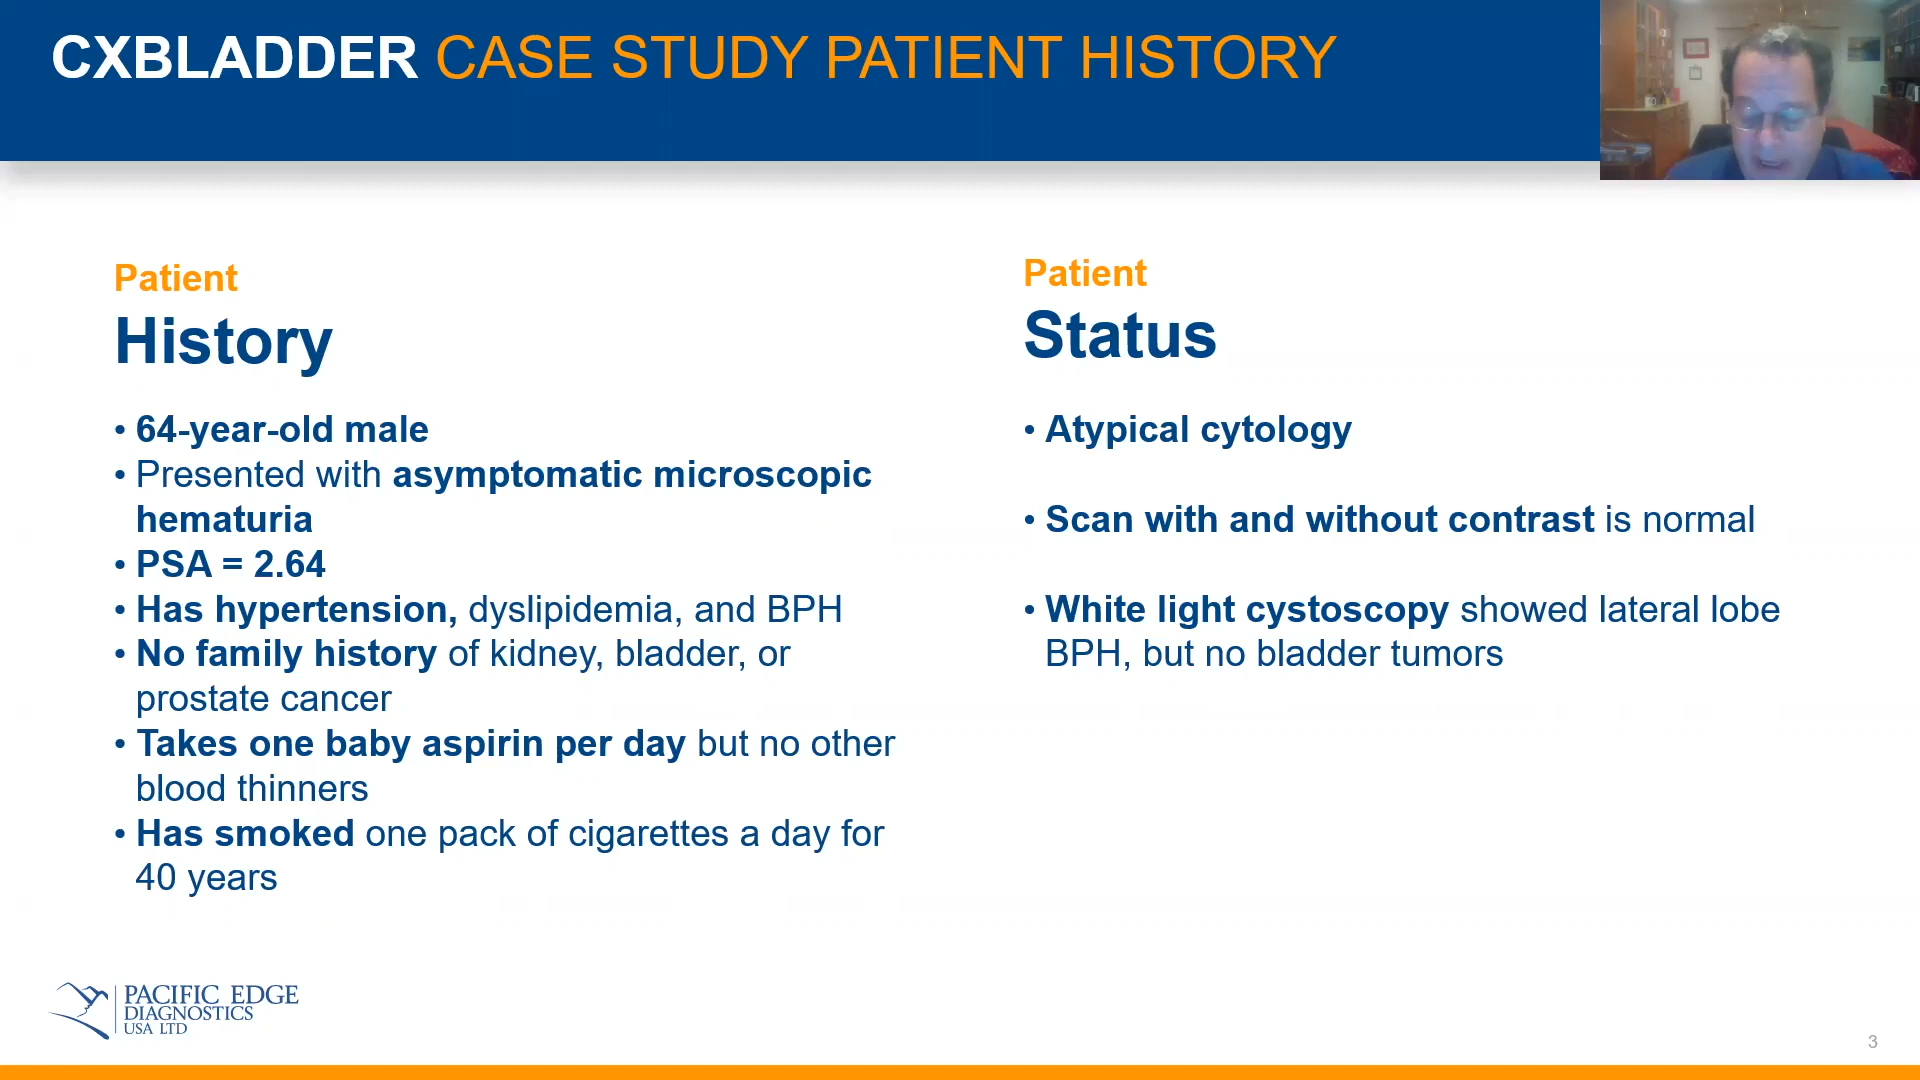 CXBLADDER CASE STUDY PATIENT HISTORY
Patient
History
• 64-year-old male
• Presented with asymptomatic microscopic
hematuria
• PSA = 2.64
• Has hypertension, dyslipidemia, and BPH
• No family history of kidney, bladder, or
prostate cancer
• Takes one baby aspirin per day but no other
blood thinners
• Has smoked one pack of cigarettes a day for
40 years
Patient
Status
• Atypical cytology
• Scan with and without contrast is normal
• White light cystoscopy showed lateral lobe
BPH, but no bladder tumors
PACIFIC EDGE
DIAGNOSTICS
USA LTD
3